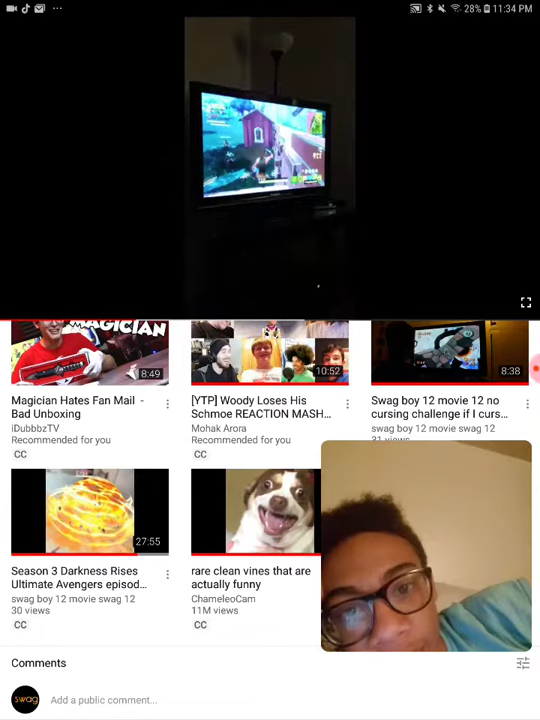 28% 11:34 PM
MAGICIAN
8:49
10:52
8:38
Magician Hates Fan Mail -
Bad Unboxing
iDubbbzTV
Recommended for you
CC
[YTP] Woody Loses His
Schmoe REACTION MASH...
Mohak Arora
Recommended for you
CC
Swag boy 12 movie 12 no
cursing challenge if I curs...
swag boy 12 movie swag 12
31 views
27:55
Season 3 Darkness Rises
Ultimate Avengers episod...
swag boy 12 movie swag 12
30 views
CC
rare clean vines that are
actually funny
ChameleoCam
11M views
CC
Comments
swag
Add a public comment...